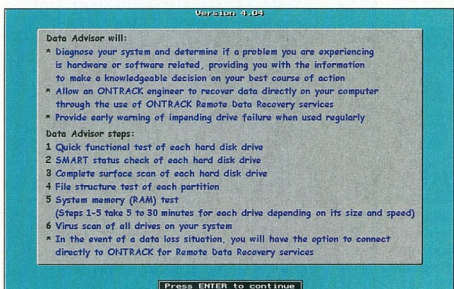 Version 4.04
Data Advisor will:
* Diagnose your system and determine if a problem you are experiencing
is hardware or software related, providing you with the information
to make a knowledgeable decision on your best course of action
* Allow an ONTRACK engineer to recover data directly on your computer
through the use of ONTRACK Remote Data Recovery services
* Provide early warning of impending drive failure when used regularly
Data Advisor steps:
1 Quick functional test of each hard disk drive
2 SMART status check of each hard disk drive
3 Complete surface scan of each hard disk drive
4 File structure test of each partition
5 System memory (RAM) test
(Steps 1-5 take 5 to 30 minutes for each drive depending on its size and speed)
6 Virus scan of all drives on your system
* In the event of a data loss situation, you will have the option to connect
directly to ONTRACK for Remote Data Recovery services
Press ENTER to continue